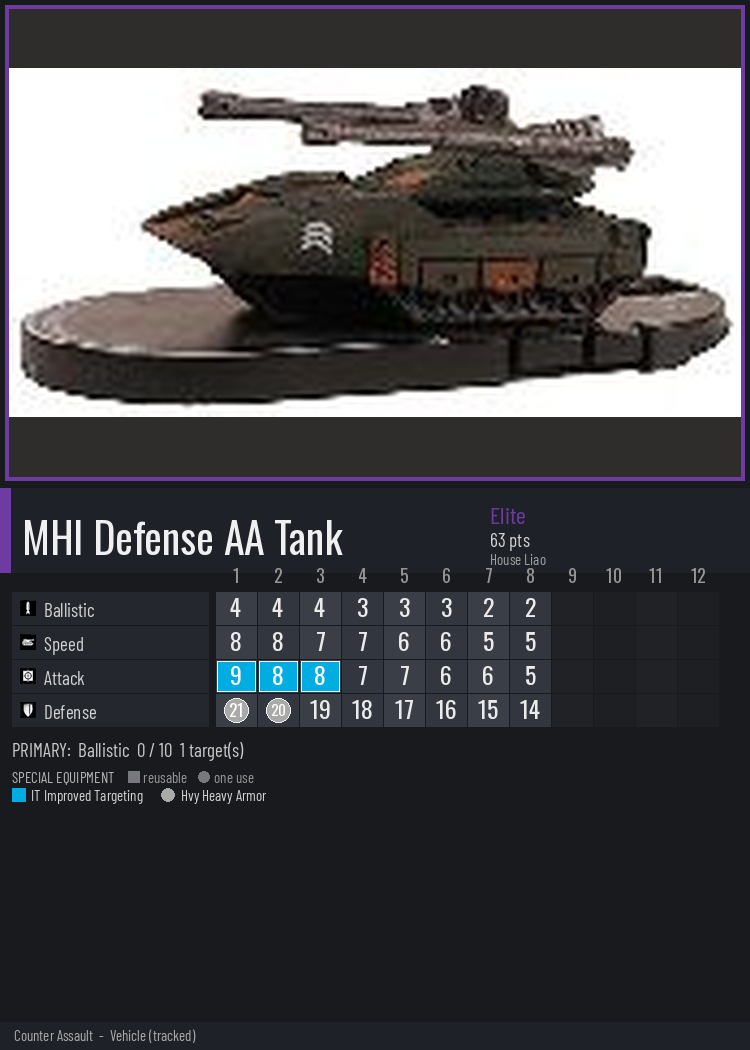 MHI Defense AA Tank
Elite
63 pts
House Liao
1 2 3 4 5 6 7 8 9 10 11 12
Ballistic 4 4 4 3 3 3 2 2
Speed 8 8 7 7 6 6 5 5
Attack 9 8 8 7 7 6 6 5
Defense 21 20 19 18 17 16 15 14
PRIMARY: Ballistic 0 / 10 1 target(s)
SPECIAL EQUIPMENT reusable one use
IT Improved Targeting Hvy Heavy Armor
Counter Assault - Vehicle (tracked)